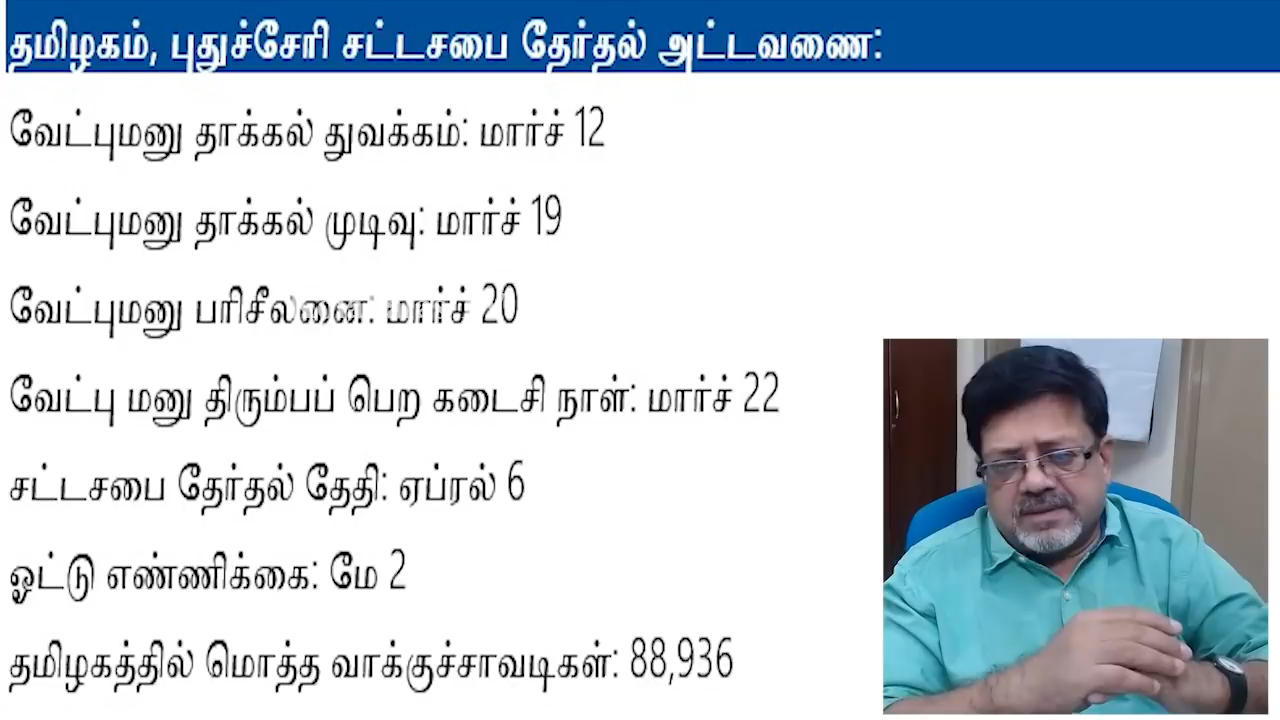 தமிழகம், புதுச்சேரி சட்டசபை தேர்தல் அட்டவணை:
வேட்புமனு தாக்கல் துவக்கம்: மார்ச் 12
வேட்புமனு தாக்கல் முடிவு: மார்ச் 19
வேட்புமனு பரிசீலனை: மார்ச் 20
வேட்பு மனு திரும்பப் பெற கடைசி நாள்: மார்ச் 22
சட்டசபை தேர்தல் தேதி: ஏப்ரல் 6
ஓட்டு எண்ணிக்கை: மே 2
தமிழகத்தில் மொத்த வாக்குச்சாவடிகள்: 88,936